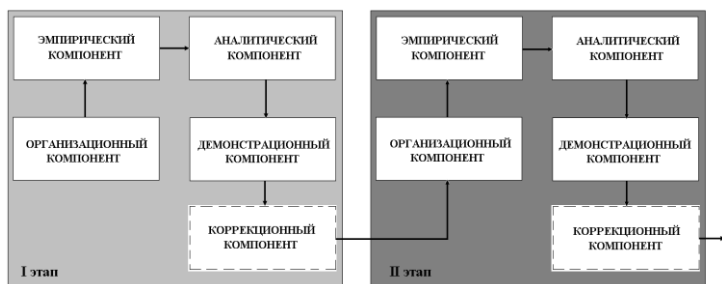 ЭМПИРИЧЕСКИЙ
КОМПОНЕНТ
АНАЛИТИЧЕСКИЙ
КОМПОНЕНТ
ОРГАНИЗАЦИОННЫЙ
КОМПОНЕНТ
ДЕМОНСТРАЦИОННЫЙ
КОМПОНЕНТ
КОРРЕКЦИОННЫЙ
КОМПОНЕНТ
I этап
ЭМПИРИЧЕСКИЙ
КОМПОНЕНТ
АНАЛИТИЧЕСКИЙ
КОМПОНЕНТ
ОРГАНИЗАЦИОННЫЙ
КОМПОНЕНТ
ДЕМОНСТРАЦИОННЫЙ
КОМПОНЕНТ
КОРРЕКЦИОННЫЙ
КОМПОНЕНТ
II этап